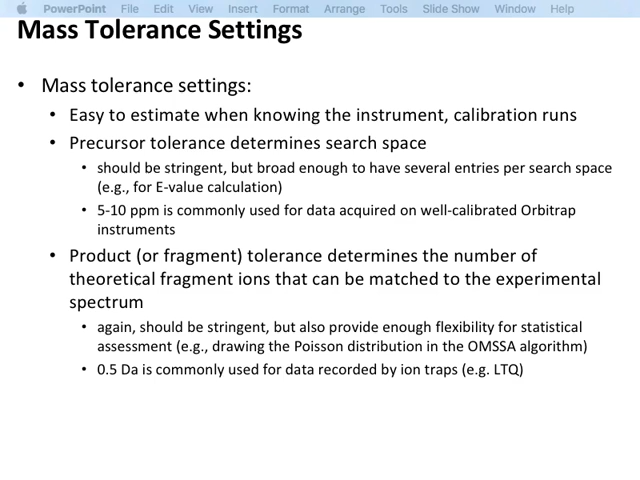 PowerPoint File Edit View Insert Format Arrange Tools Slide Show Window Help
Mass Tolerance Settings
• Mass tolerance settings:
• Easy to estimate when knowing the instrument, calibration runs
• Precursor tolerance determines search space
• should be stringent, but broad enough to have several entries per search space
(e.g., for E-value calculation)
• 5-10 ppm is commonly used for data acquired on well-calibrated Orbitrap
instruments
• Product (or fragment) tolerance determines the number of
theoretical fragment ions that can be matched to the experimental
spectrum
• again, should be stringent, but also provide enough flexibility for statistical
assessment (e.g., drawing the Poisson distribution in the OMSSA algorithm)
• 0.5 Da is commonly used for data recorded by ion traps (e.g. LTQ)